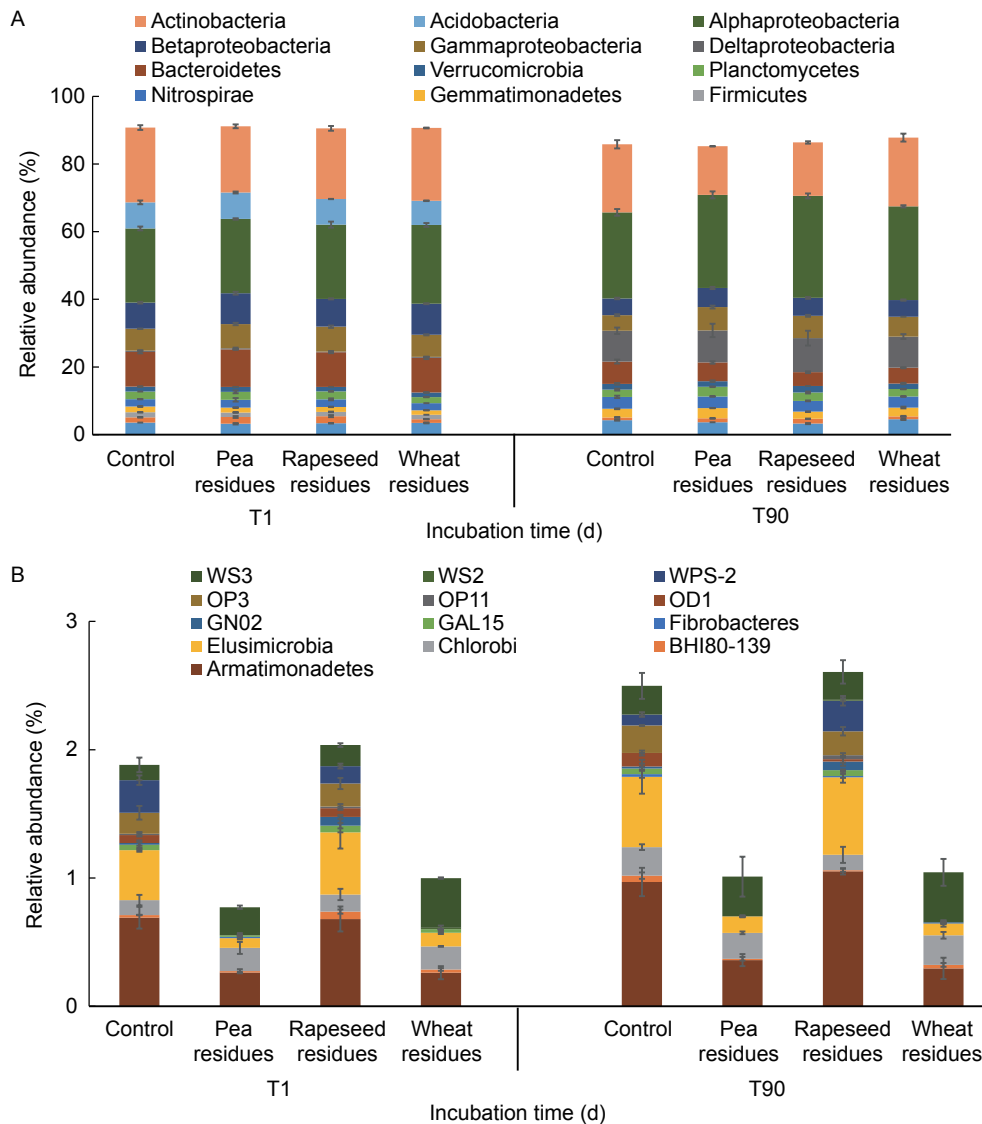 A
Actinobacteria Acidobacteria Alphaproteobacteria
Betaproteobacteria Gammaproteobacteria Deltaproteobacteria
Bacteroidetes Verrucomicrobia Planctomycetes
Nitrospirae Gemmatimonadetes Firmicutes
100
80
60
40
20
0
Relative abundance (%)
Control Pea Rapeseed Wheat Control Pea Rapeseed Wheat
residues residues residues residues residues residues
T1 T90
Incubation time (d)
B
WS3 WS2 WPS-2
OP3 OP11 OD1
GN02 GAL15 Fibrobacteres
Elusimicrobia Chlorobi BHI80-139
Armatimonadetes
3
2
1
0
Relative abundance (%)
Control Pea Rapeseed Wheat Control Pea Rapeseed Wheat
residues residues residues residues residues residues
T1 T90
Incubation time (d)